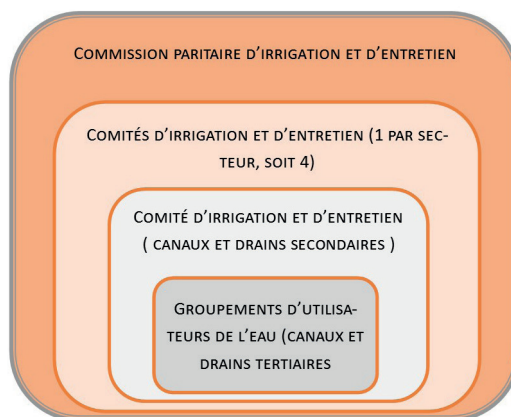 COMMISSION PARITAIRE D'IRRIGATION ET D'ENTRETIEN
COMITÉS D'IRRIGATION ET D'ENTRETIEN (1 PAR SEC-
TEUR, SOIT 4)
COMITÉ D'IRRIGATION ET D'ENTRETIEN
( CANAUX ET DRAINS SECONDAIRES )
GROUPEMENTS D'UTILISA-
TEURS DE L'EAU (CANAUX ET
DRAINS TERTIAIRES